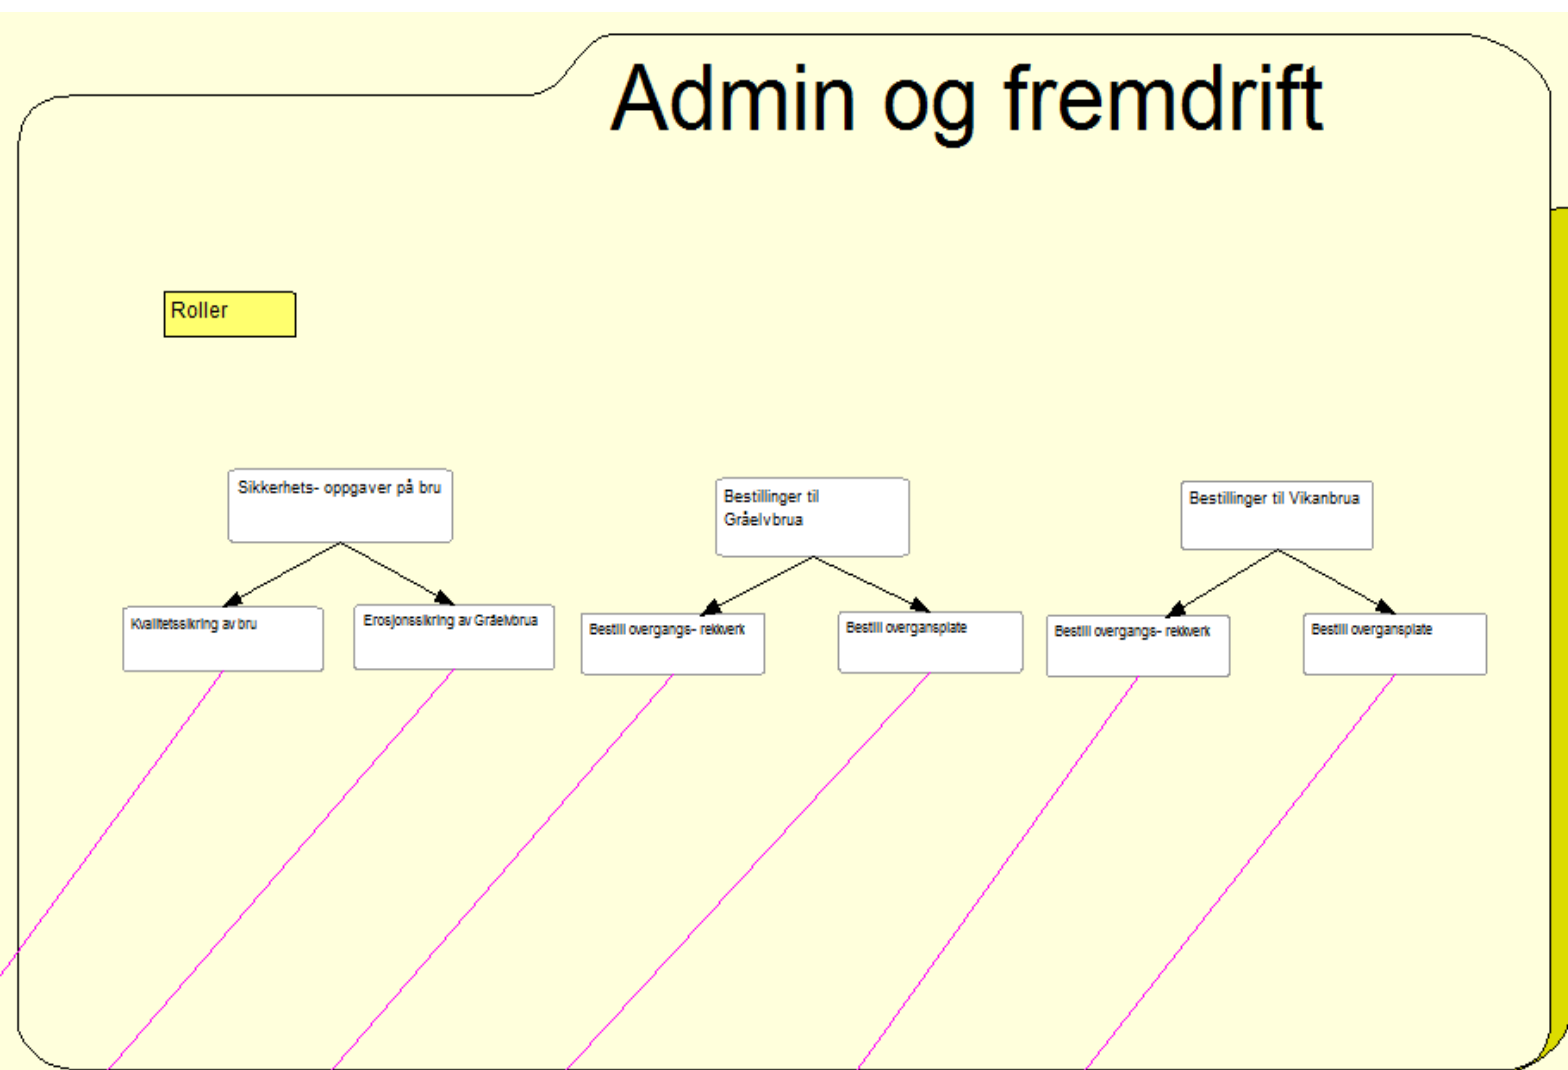 Admin og fremdrift
Roller
Sikkerhets- oppgaver på bru
Bestillinger til
Gråelvbrua
Bestillinger til Vikanbrua
Kvalitetssikring av bru
Erosjonssikring av Gråelvbrua
Bestill overgangs- rekkverk
Bestill overgansplate
Bestill overgangs- rekkverk
Bestill overgansplate